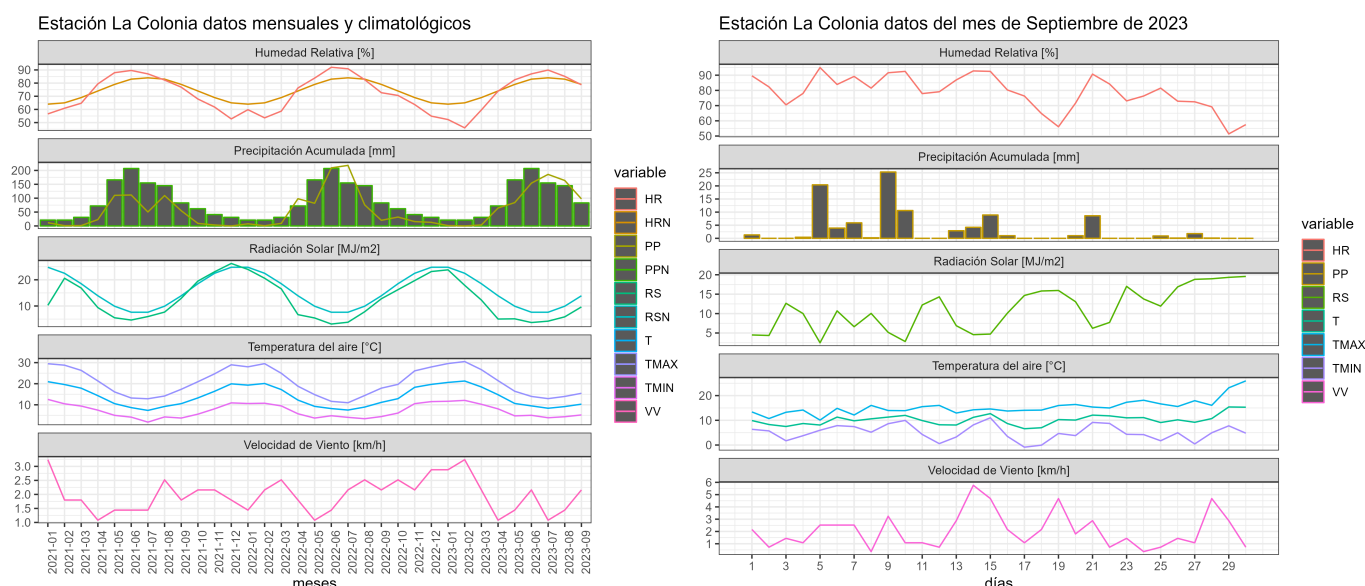 Estación La Colonia datos mensuales y climatológicos
Humedad Relativa [%]
90
80
70
60
50
Precipitación Acumulada [mm]
200
150
100
50
0
Radiación Solar [MJ/m2]
20
10
Temperatura del aire [°C]
30
20
10
Velocidad de Viento [km/h]
3.0
2.5
2.0
1.5
1.0
2021-01
2021-02
2021-03
2021-04
2021-05
2021-06
2021-07
2021-08
2021-09
2021-10
2021-11
2021-12
2022-01
2022-02
2022-03
2022-04
2022-05
2022-06
2022-07
2022-08
2022-09
2022-10
2022-11
2022-12
2023-01
2023-02
2023-03
2023-04
2023-05
2023-06
2023-07
2023-08
2023-09
meses
variable
HR
HRN
PP
PPN
RS
RSN
T
TMAX
TMIN
VV
Estación La Colonia datos del mes de Septiembre de 2023
Humedad Relativa [%]
90
80
70
60
50
Precipitación Acumulada [mm]
25
20
15
10
5
0
Radiación Solar [MJ/m2]
20
15
10
5
Temperatura del aire [°C]
20
10
0
Velocidad de Viento [km/h]
6
5
4
3
2
1
1 3 5 7 9 11 13 15 17 19 21 23 25 27 29
días
variable
HR
PP
RS
T
TMAX
TMIN
VV